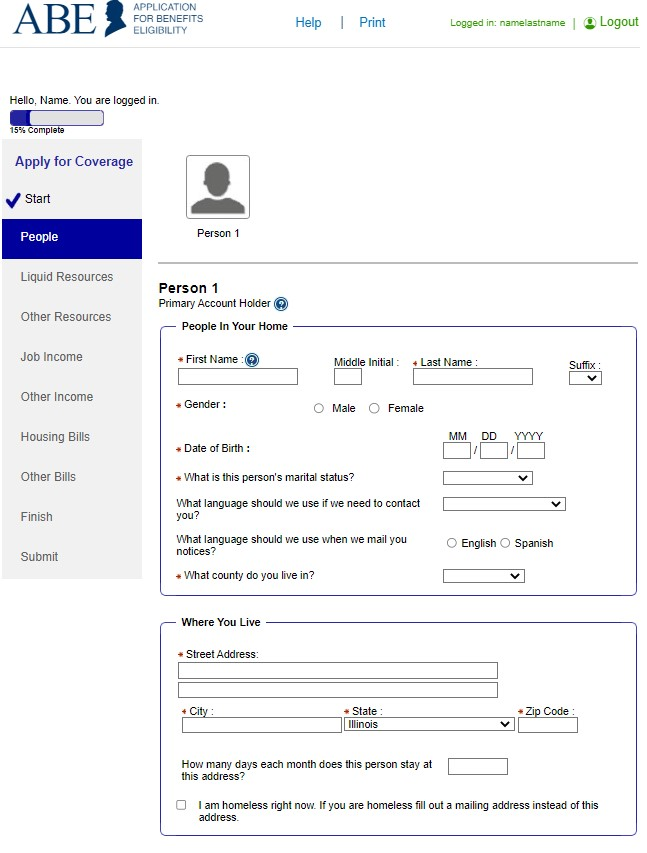 ABE APPLICATION
FOR BENEFITS
ELIGIBILITY
Help | Print
Logged in: namelastname | Logout
Hello, Name. You are logged in.
15% Complete
Apply for Coverage
Start
People
Liquid Resources
Other Resources
Job Income
Other Income
Housing Bills
Other Bills
Finish
Submit
Person 1
Person 1
Primary Account Holder ?
People In Your Home
* First Name : ? Middle Initial : * Last Name : Suffix :
* Gender : Male Female
MM DD YYYY
* Date of Birth : / /
* What is this person's marital status?
What language should we use if we need to contact
you?
What language should we use when we mail you
notices? English Spanish
* What county do you live in?
Where You Live
* Street Address:
* City : * State : * Zip Code :
Illinois
How many days each month does this person stay at
this address?
I am homeless right now. If you are homeless fill out a mailing address instead of this
address.